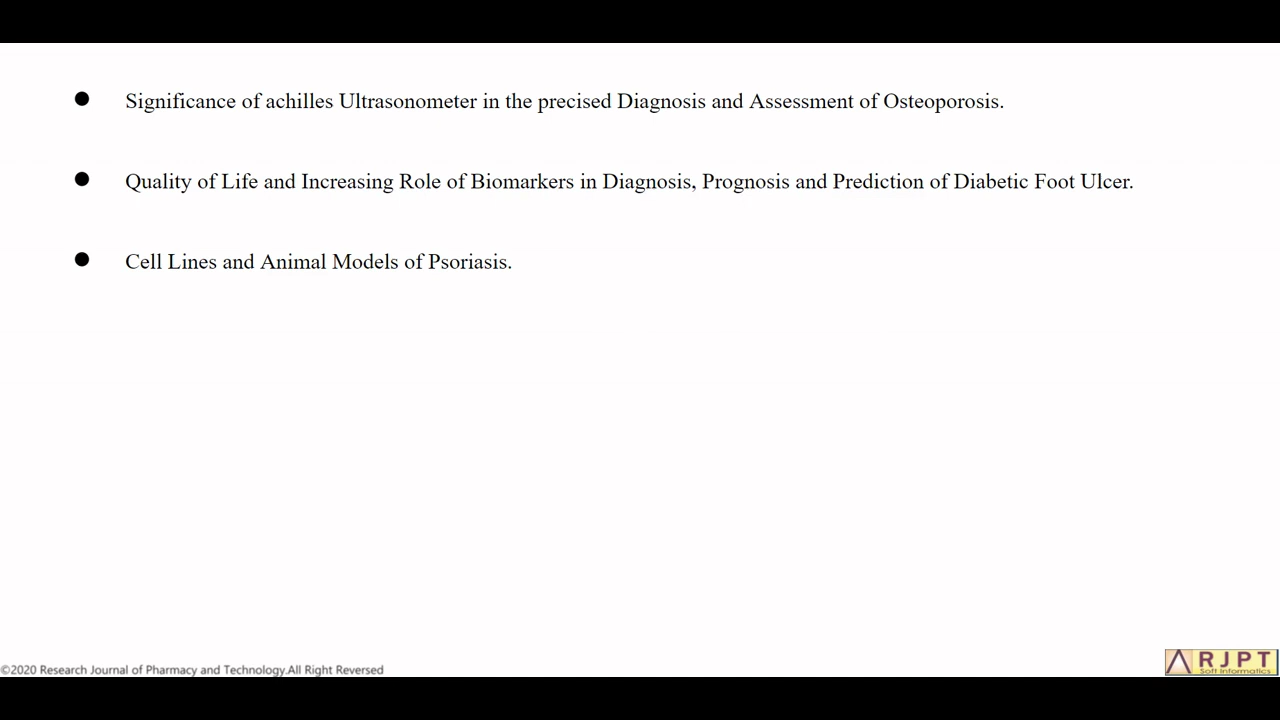 ● Significance of achilles Ultrasonometer in the precised Diagnosis and Assessment of Osteoporosis.
● Quality of Life and Increasing Role of Biomarkers in Diagnosis, Prognosis and Prediction of Diabetic Foot Ulcer.
● Cell Lines and Animal Models of Psoriasis.
©2020 Research Journal of Pharmacy and Technology.All Right Reversed
RJPT
Soft Informatics